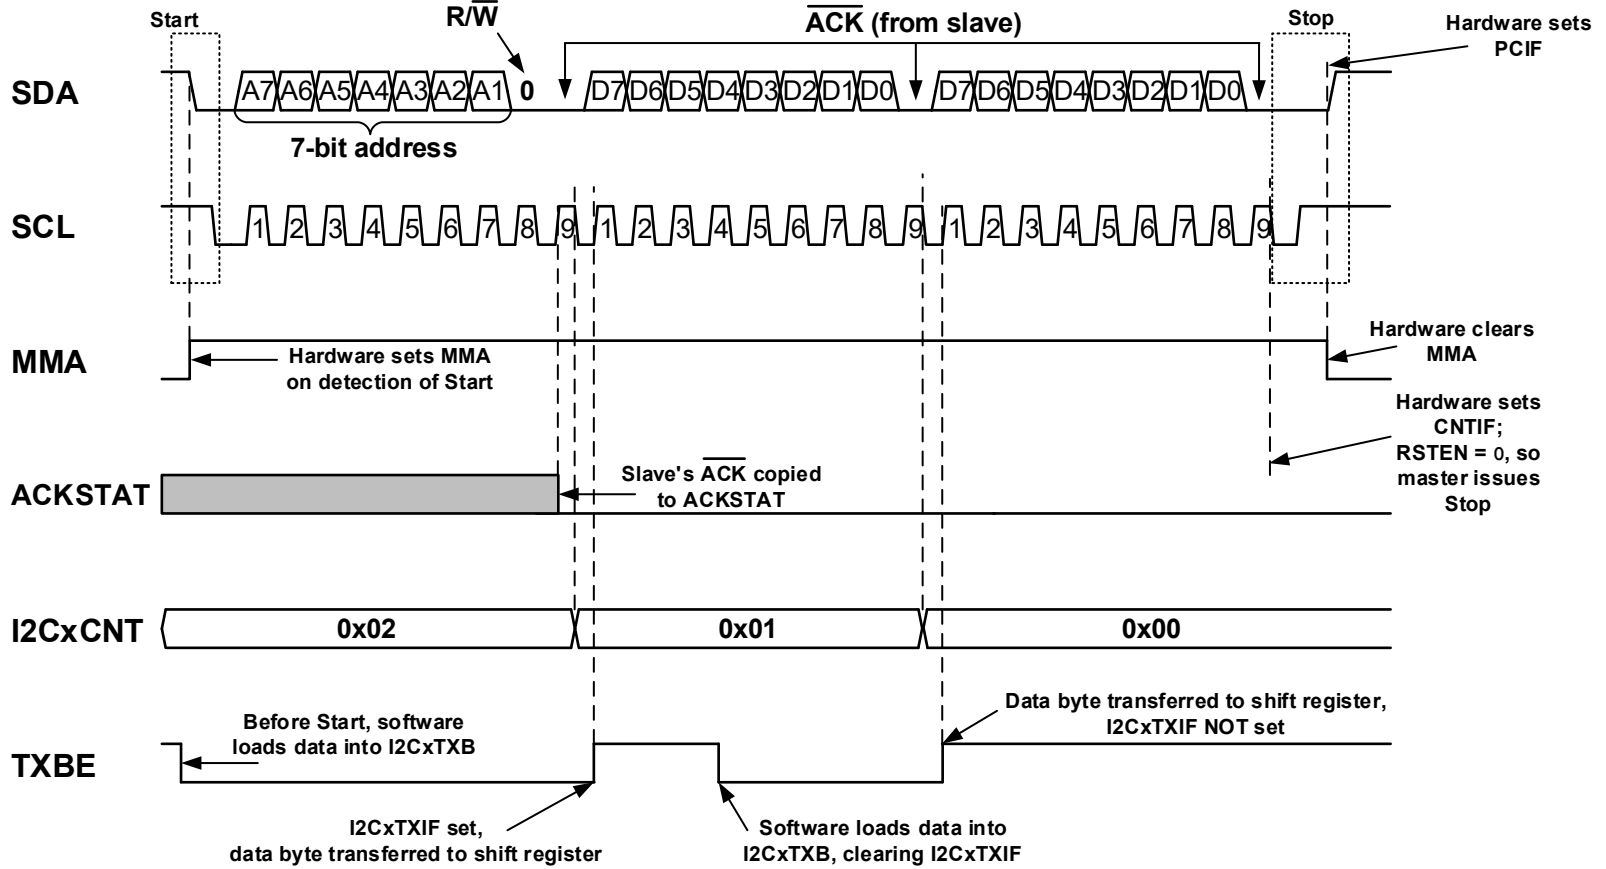 Start
R/W
ACK (from slave)
Stop
Hardware sets
PCIF
SDA
A7 A6 A5 A4 A3 A2 A1 0 D7 D6 D5 D4 D3 D2 D1 D0 D7 D6 D5 D4 D3 D2 D1 D0
7-bit address
SCL
1 2 3 4 5 6 7 8 9 1 2 3 4 5 6 7 8 9 1 2 3 4 5 6 7 8 9
MMA
Hardware sets MMA
on detection of Start
Hardware clears
MMA
Hardware sets
CNTIF;
RSTEN = 0, so
master issues
Stop
ACKSTAT
Slave's ACK copied
to ACKSTAT
I2CxCNT
0x02 0x01 0x00
TXBE
Before Start, software
loads data into I2CxTXB
Data byte transferred to shift register,
I2CxTXIF NOT set
I2CxTXIF set,
data byte transferred to shift register
Software loads data into
I2CxTXB, clearing I2CxTXIF